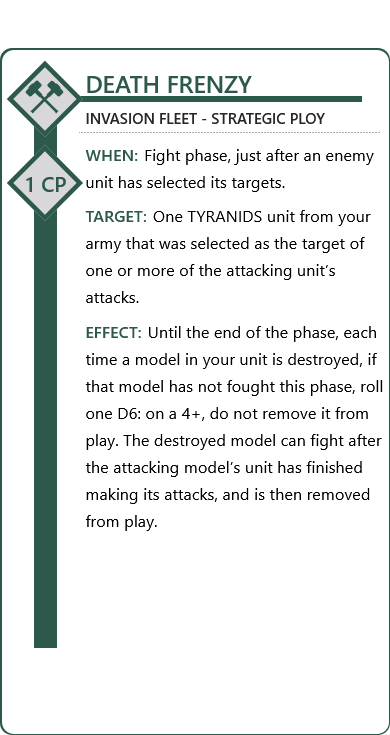 DEATH FRENZY
INVASION FLEET - STRATEGIC PLOY
1 CP
WHEN: Fight phase, just after an enemy
unit has selected its targets.
TARGET: One TYRANIDS unit from your
army that was selected as the target of
one or more of the attacking unit’s
attacks.
EFFECT: Until the end of the phase, each
time a model in your unit is destroyed, if
that model has not fought this phase, roll
one D6: on a 4+, do not remove it from
play. The destroyed model can fight after
the attacking model’s unit has finished
making its attacks, and is then removed
from play.